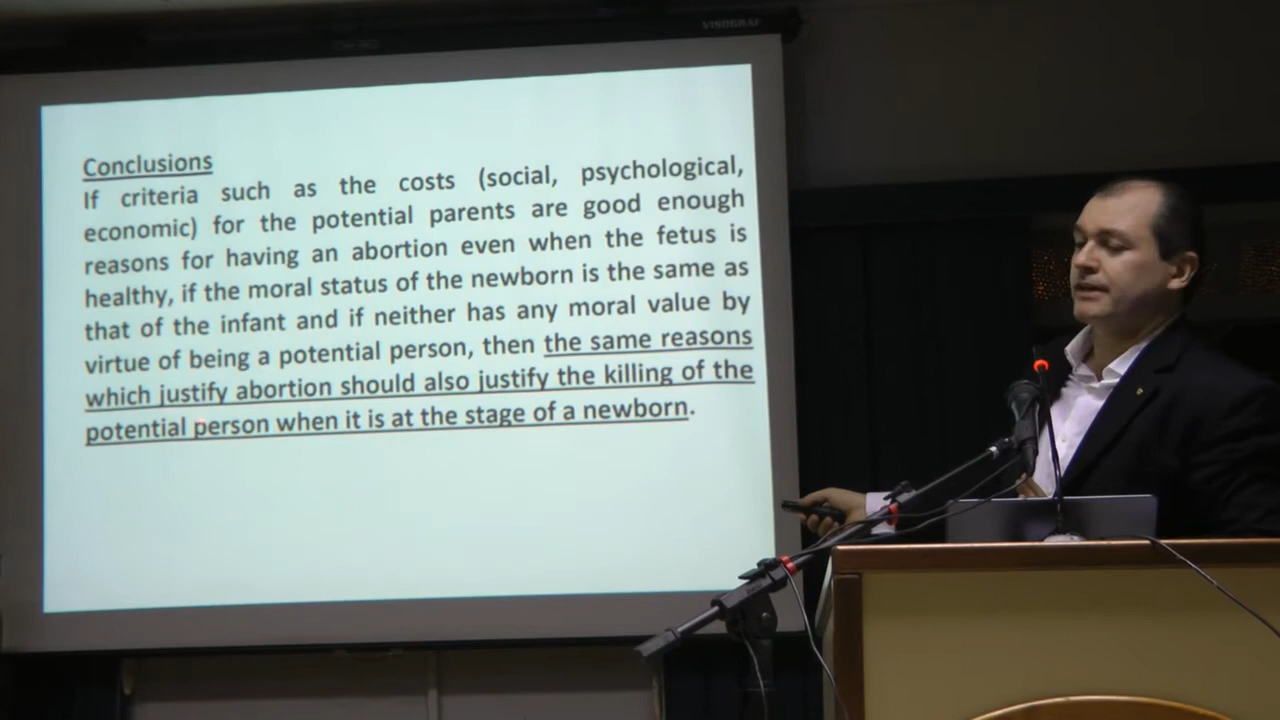 VISOGRAF
Conclusions
If criteria such as the costs (social, psychological,
economic) for the potential parents are good enough
reasons for having an abortion even when the fetus is
healthy, if the moral status of the newborn is the same as
that of the infant and if neither has any moral value by
virtue of being a potential person, then the same reasons
which justify abortion should also justify the killing of the
potential person when it is at the stage of a newborn.